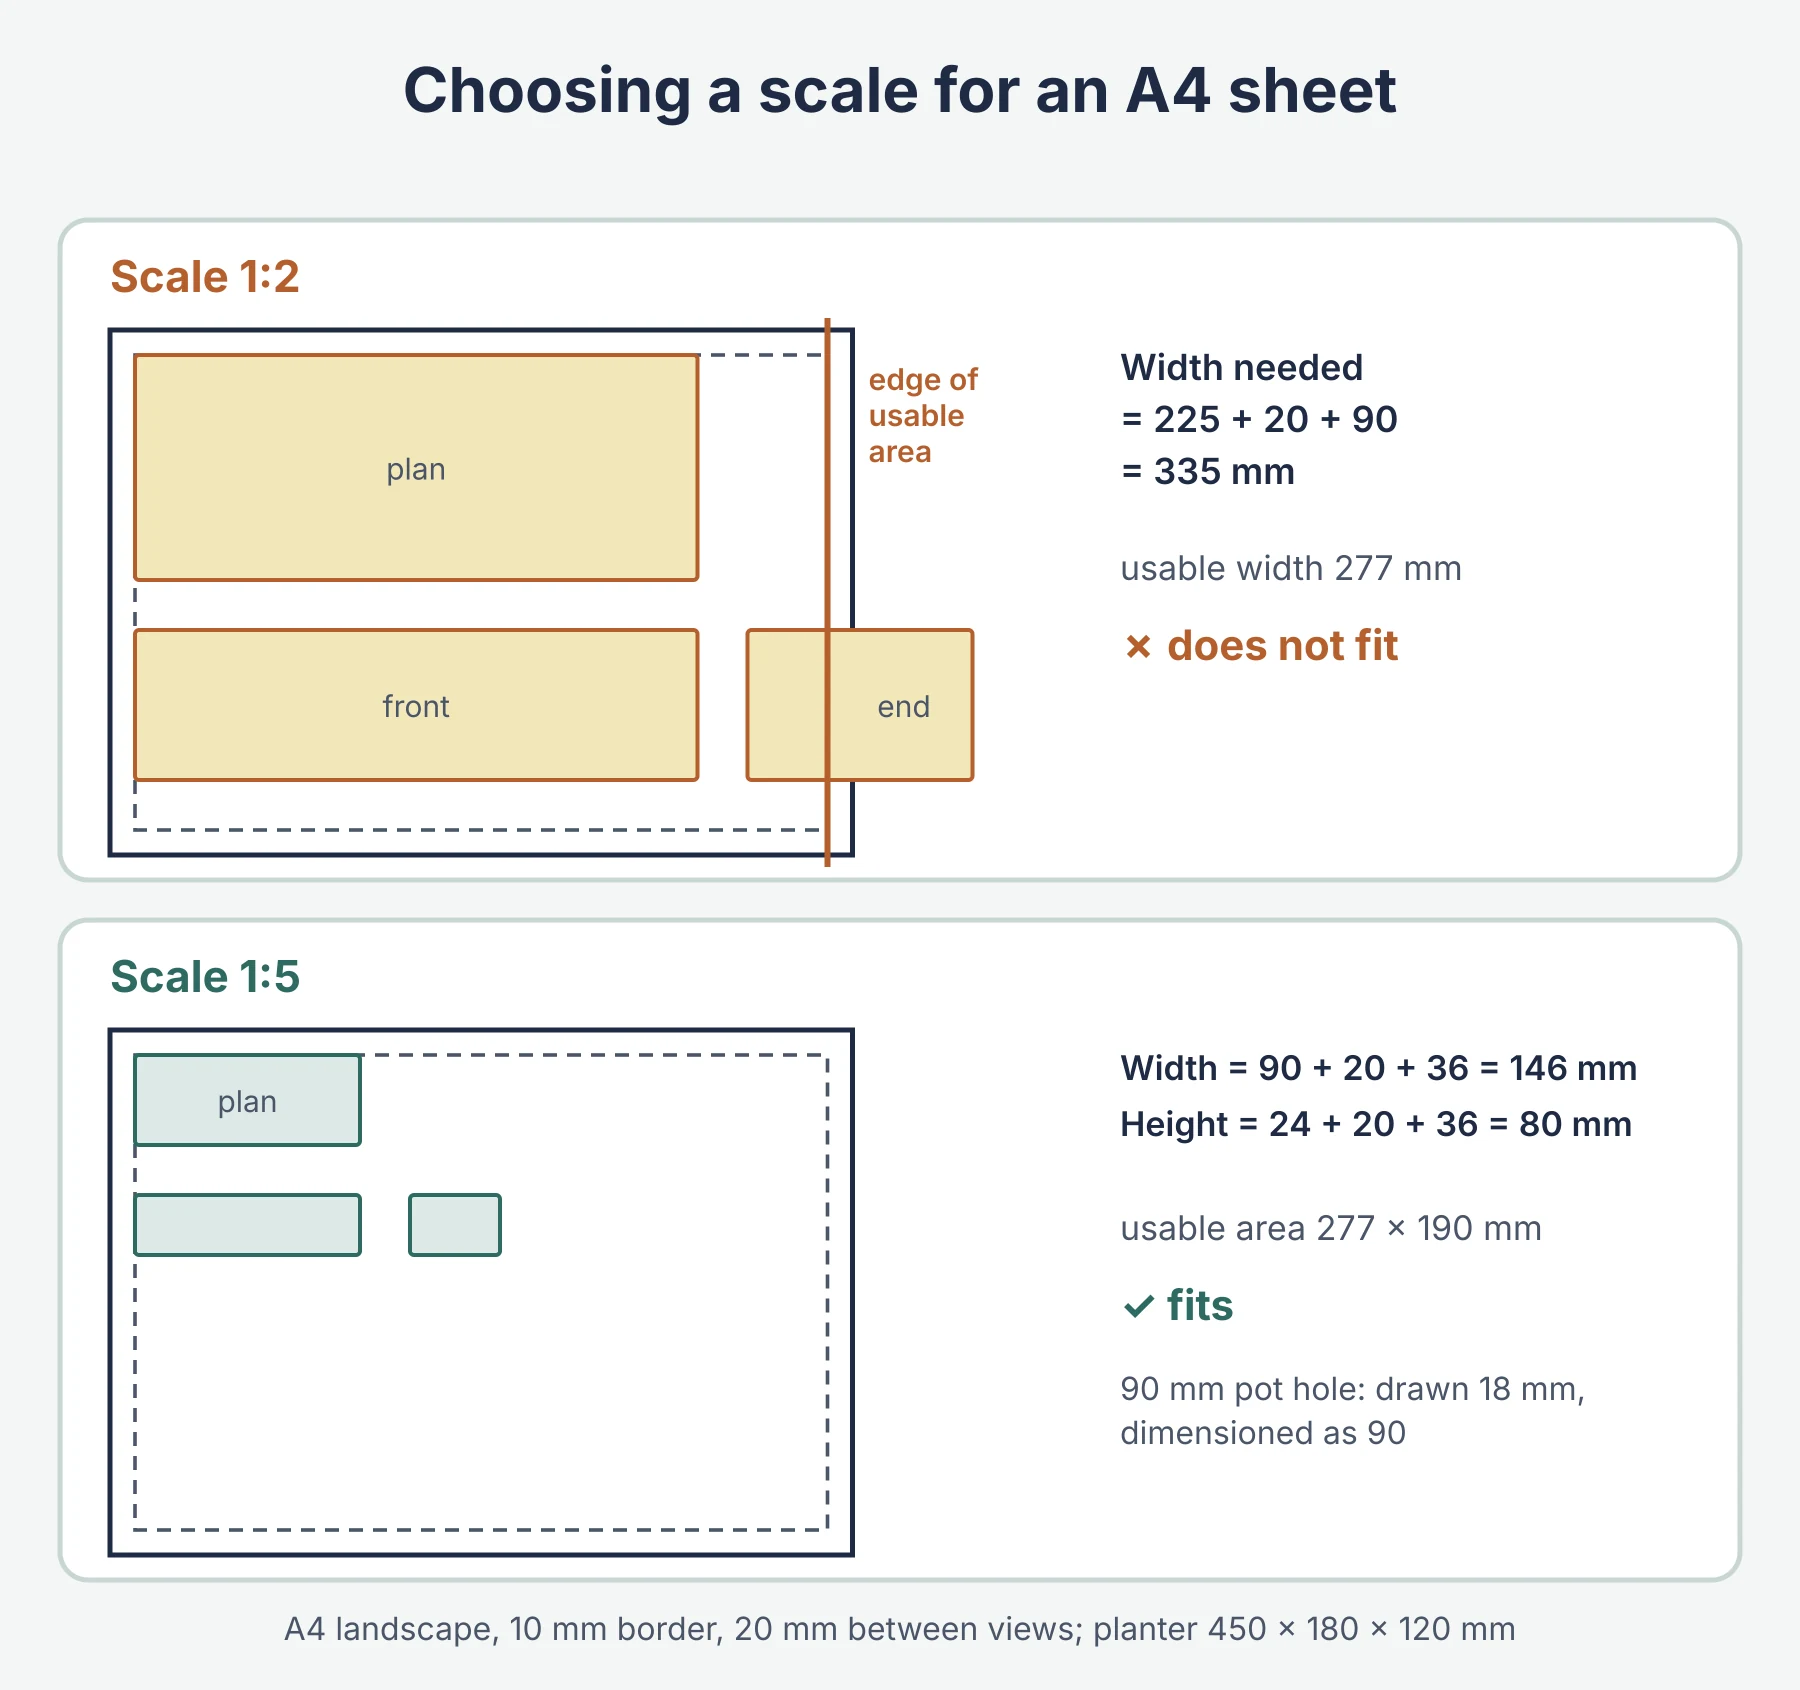 Choosing a scale for an A4 sheet
Scale 1:2
plan
front
end
edge of
usable
area
Width needed
= 225 + 20 + 90
= 335 mm
usable width 277 mm
× does not fit
Scale 1:5
plan
Width = 90 + 20 + 36 = 146 mm
Height = 24 + 20 + 36 = 80 mm
usable area 277 × 190 mm
✓ fits
90 mm pot hole: drawn 18 mm,
dimensioned as 90
A4 landscape, 10 mm border, 20 mm between views; planter 450 × 180 × 120 mm